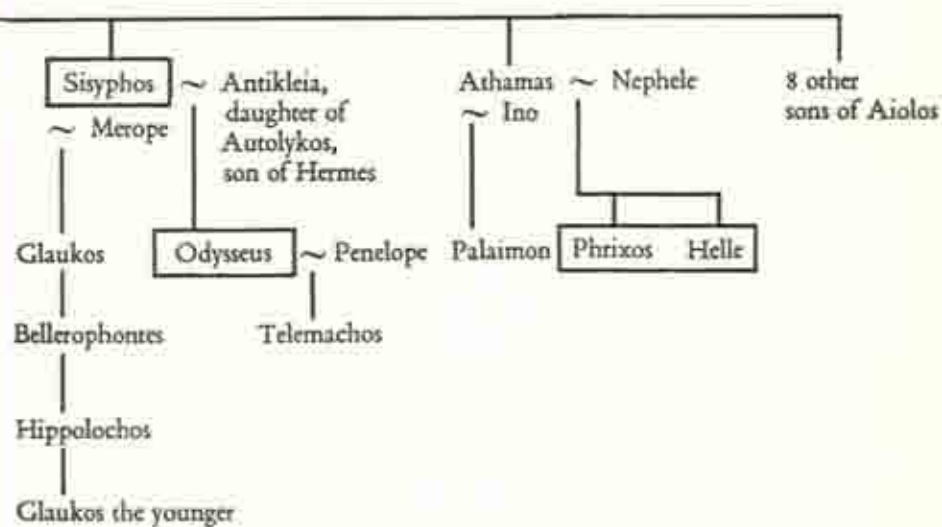 Sisyphos ~ Antikleia, daughter of Autolykos, son of Hermes
~ Merope
Athamas ~ Nephele
~ Ino
8 other
sons of Aiolos
Glaukos
Odysseus ~ Penelope
Palaimon
Phrixos Helle
Bellerophontes
Telemachos
Hippolochos
Glaukos the younger